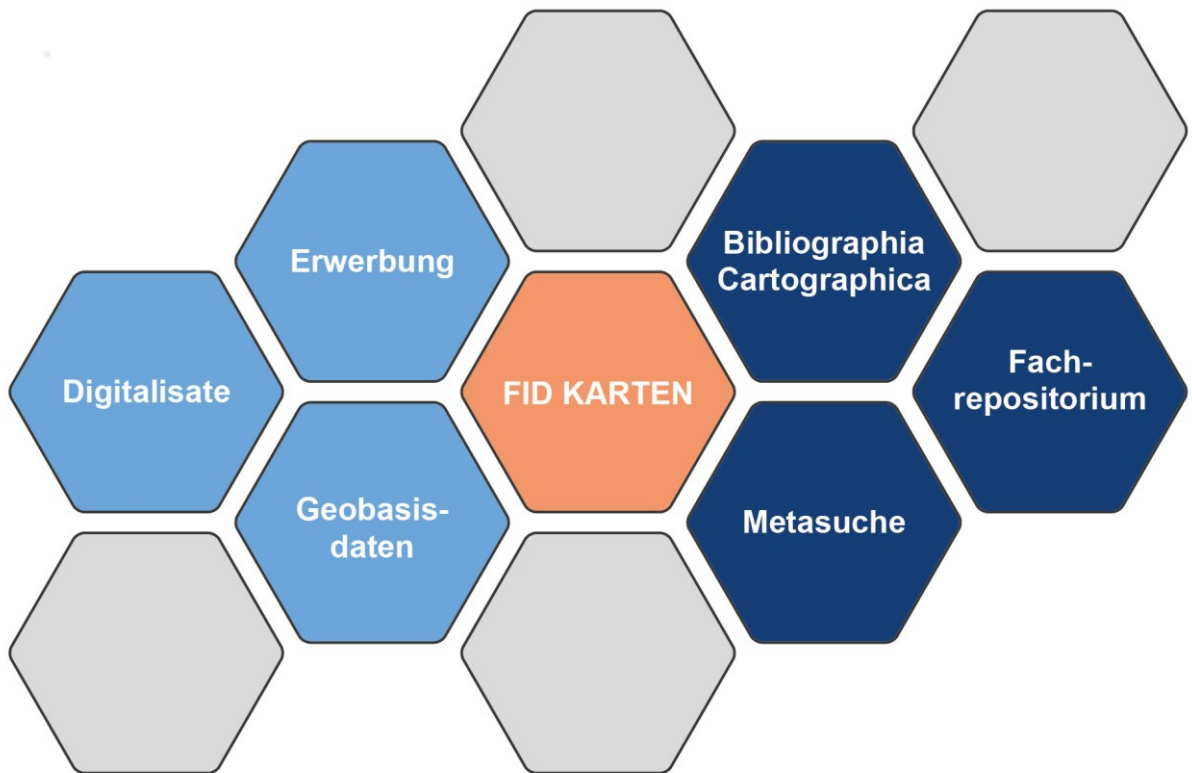 Erwerbung
Bibliographia
Cartographica
Digitalisate
FID KARTEN
Fach-
repositorium
Geobasis-
daten
Metasuche